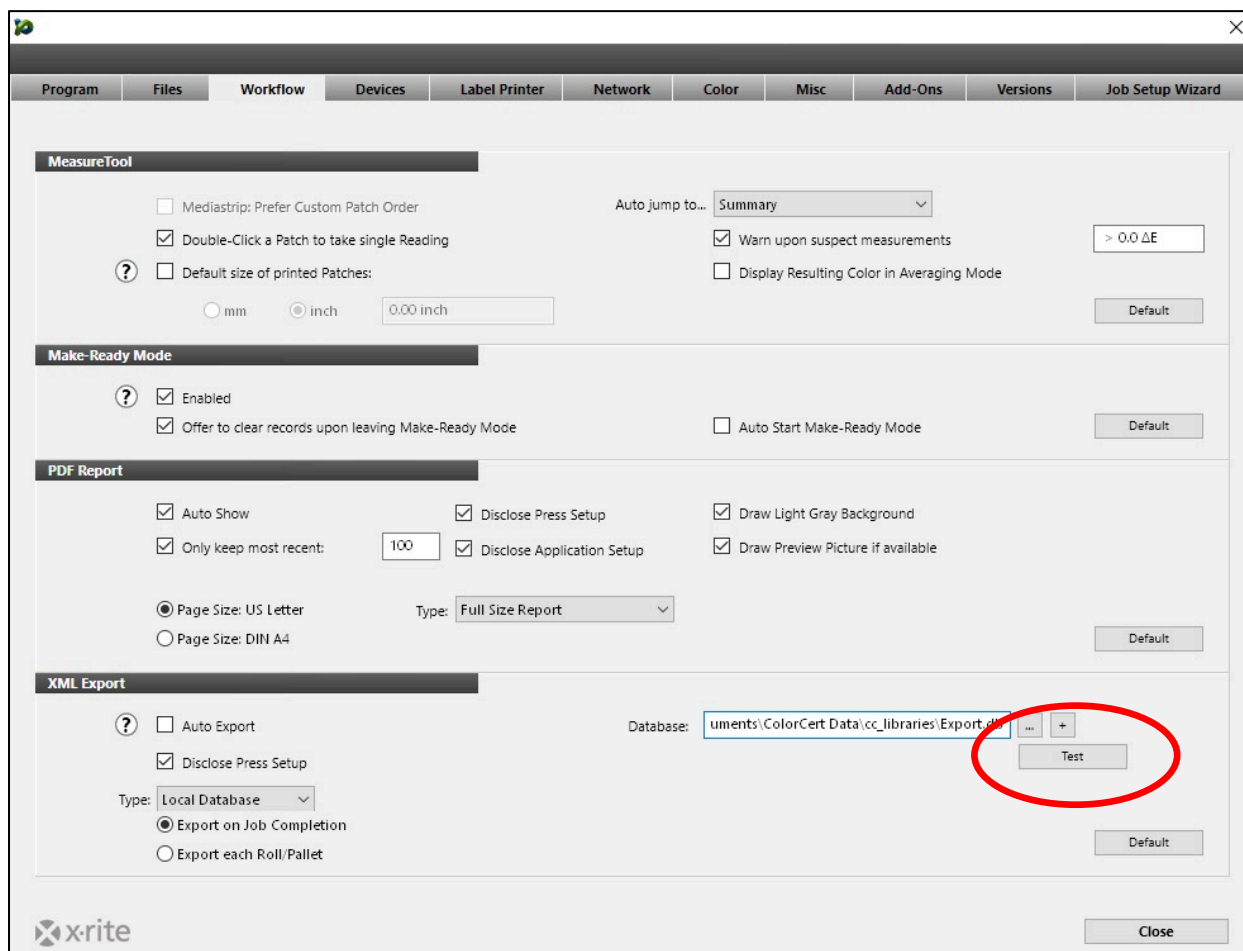 Program Files Workflow Devices Label Printer Network Color Misc Add-Ons Versions Job Setup Wizard
MeasureTool
Mediastrip: Prefer Custom Patch Order Auto jump to... Summary
Double-Click a Patch to take single Reading Warn upon suspect measurements > 0.0 ΔE
? Default size of printed Patches: Display Resulting Color in Averaging Mode
mm inch 0.00 inch Default
Make-Ready Mode
? Enabled
Offer to clear records upon leaving Make-Ready Mode Auto Start Make-Ready Mode Default
PDF Report
Auto Show Disclose Press Setup Draw Light Gray Background
Only keep most recent: 100 Disclose Application Setup Draw Preview Picture if available
Page Size: US Letter Type: Full Size Report
Page Size: DIN A4 Default
XML Export
? Auto Export Database: uments\ColorCert Data\cc_libraries\Export.db ... +
Disclose Press Setup Test
Type: Local Database
Export on Job Completion
Export each Roll/Pallet Default
x·rite Close